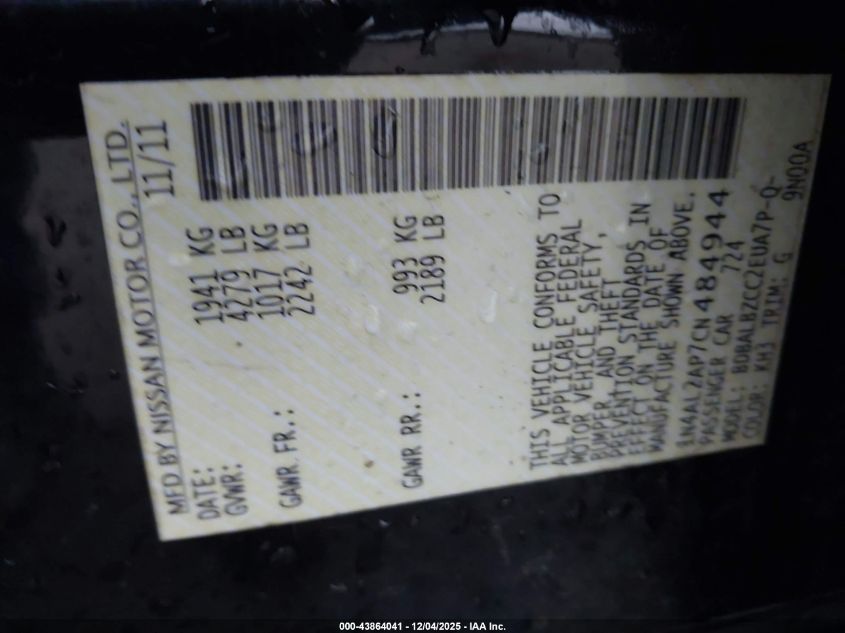 MFD BY NISSAN MOTOR CO., LTD.
DATE: 11/11
GVWR: 1941 KG
4279 LB
GAWR FR.: 1017 KG
2242 LB
GAWR RR.: 993 KG
2189 LB
THIS VEHICLE CONFORMS TO
ALL APPLICABLE FEDERAL
MOTOR VEHICLE SAFETY,
BUMPER, AND THEFT
PREVENTION STANDARDS IN
EFFECT ON THE DATE OF
MANUFACTURE SHOWN ABOVE.
1N4AL2AP7CN484944
PASSENGER CAR 724
MODEL: BDBALBZCC2EUA7P-Q-
COLOR: KH3 TRIM: G 9N00A
000-43864041 - 12/04/2025 - IAA Inc.